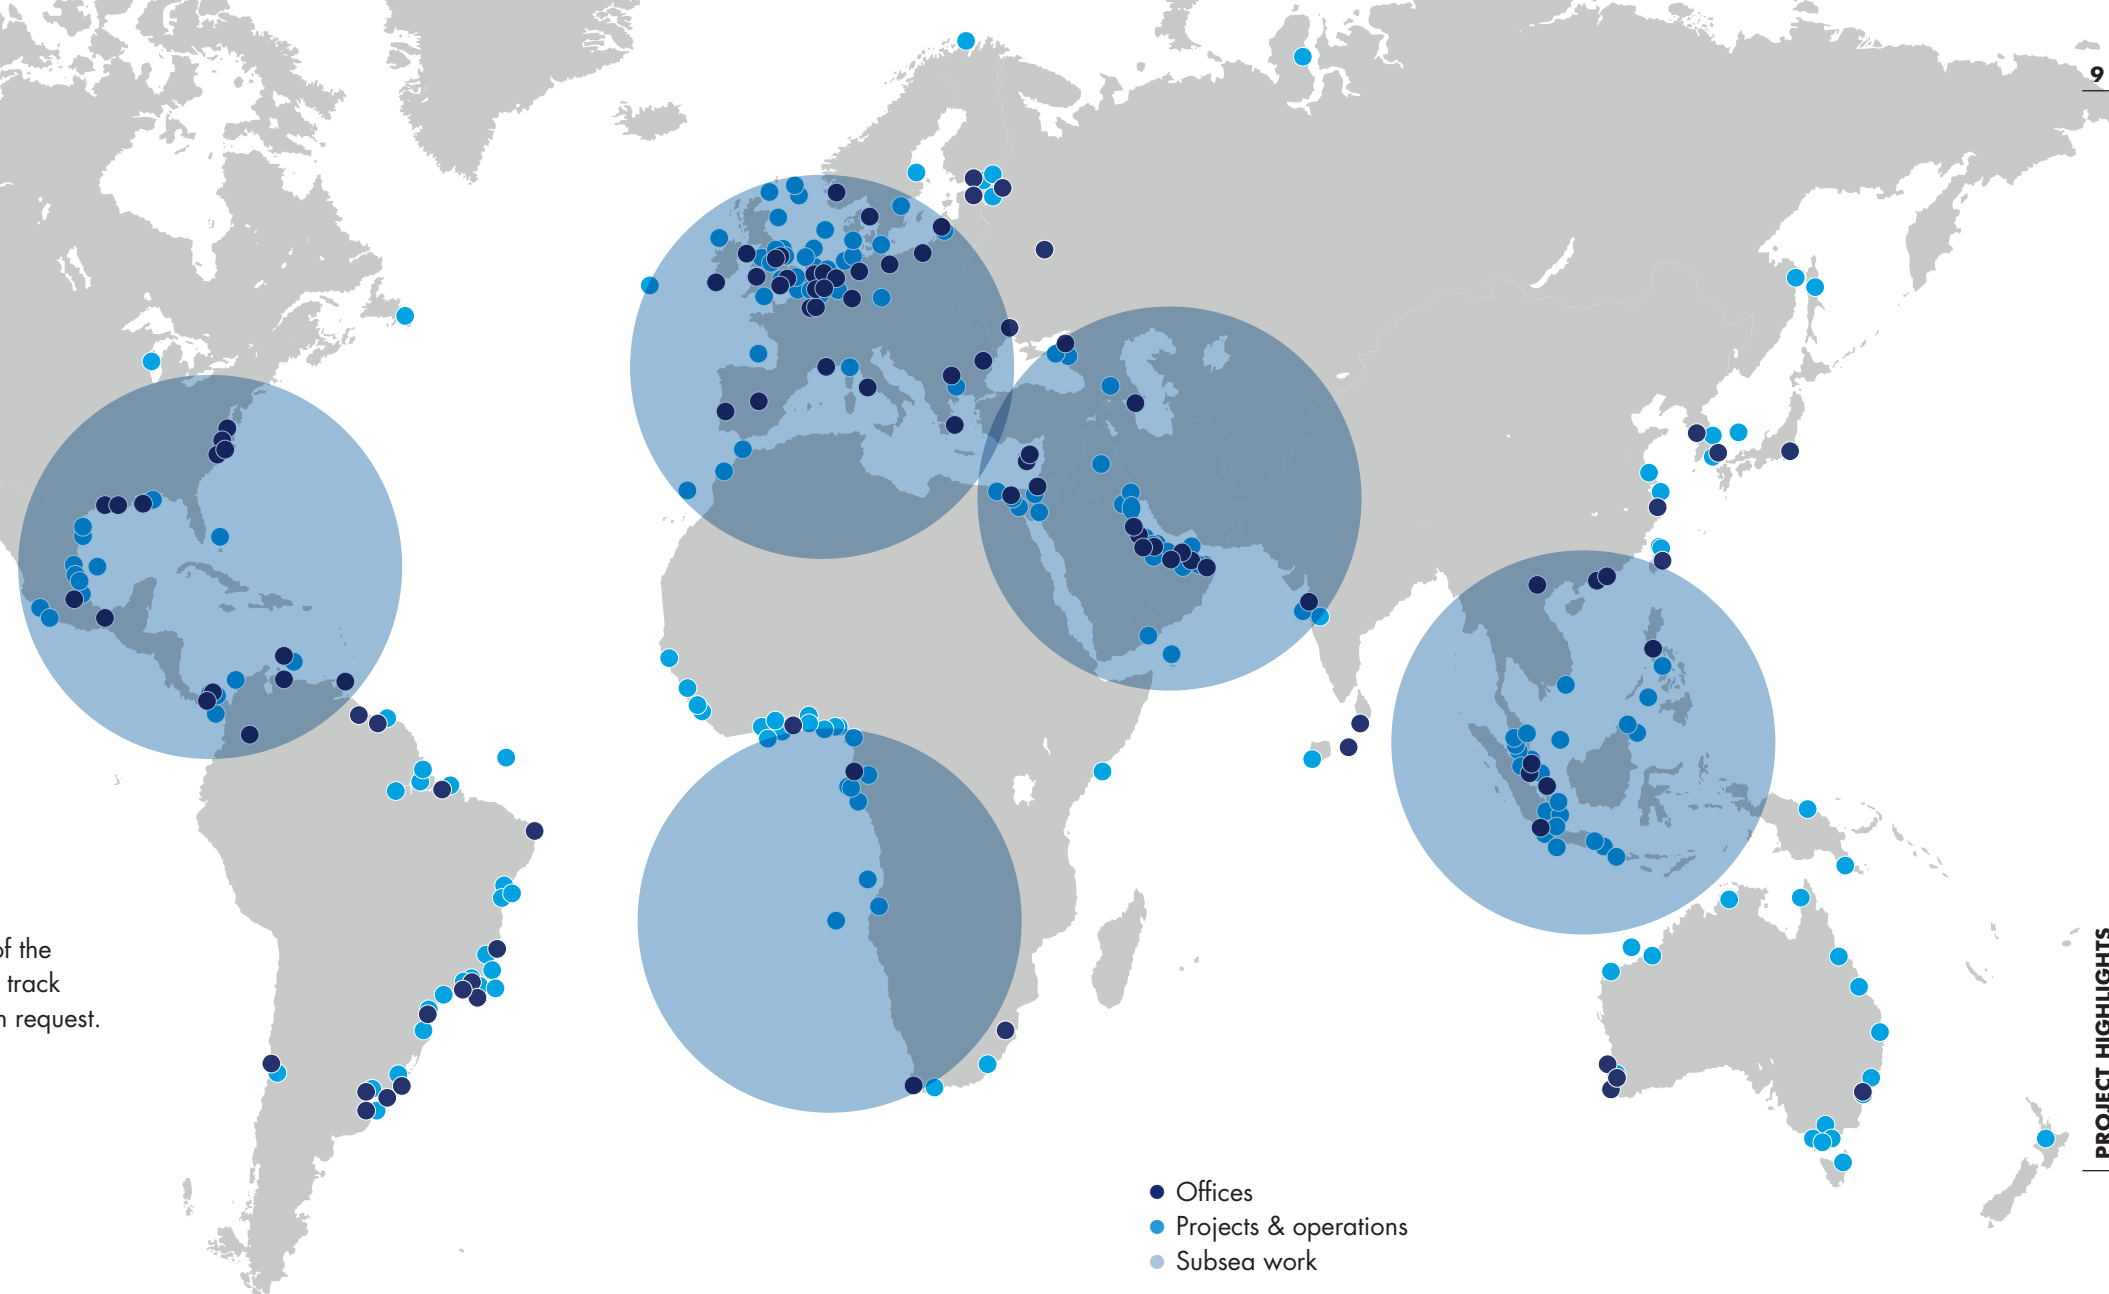 9
of the
track
request.
PROJECT HIGHLIGHTS
Offices
Projects & operations
Subsea work